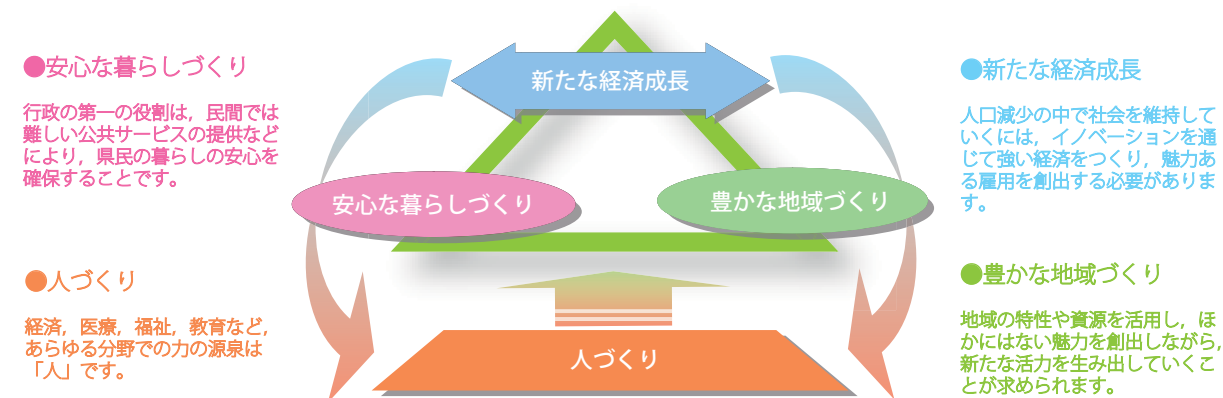 ●安心な暮らしづくり
行政の第一の役割は，民間では
難しい公共サービスの提供など
により，県民の暮らしの安心を
確保することです。
●人づくり
経済，医療，福祉，教育など，
あらゆる分野での力の源泉は
「人」です。
新たな経済成長
安心な暮らしづくり
豊かな地域づくり
人づくり
●新たな経済成長
人口減少の中で社会を維持して
いくには，イノベーションを通
じて強い経済をつくり，魅力あ
る雇用を創出する必要がありま
す。
●豊かな地域づくり
地域の特性や資源を活用し，ほ
かにはない魅力を創出しながら，
新たな活力を生み出していくこ
とが求められます。